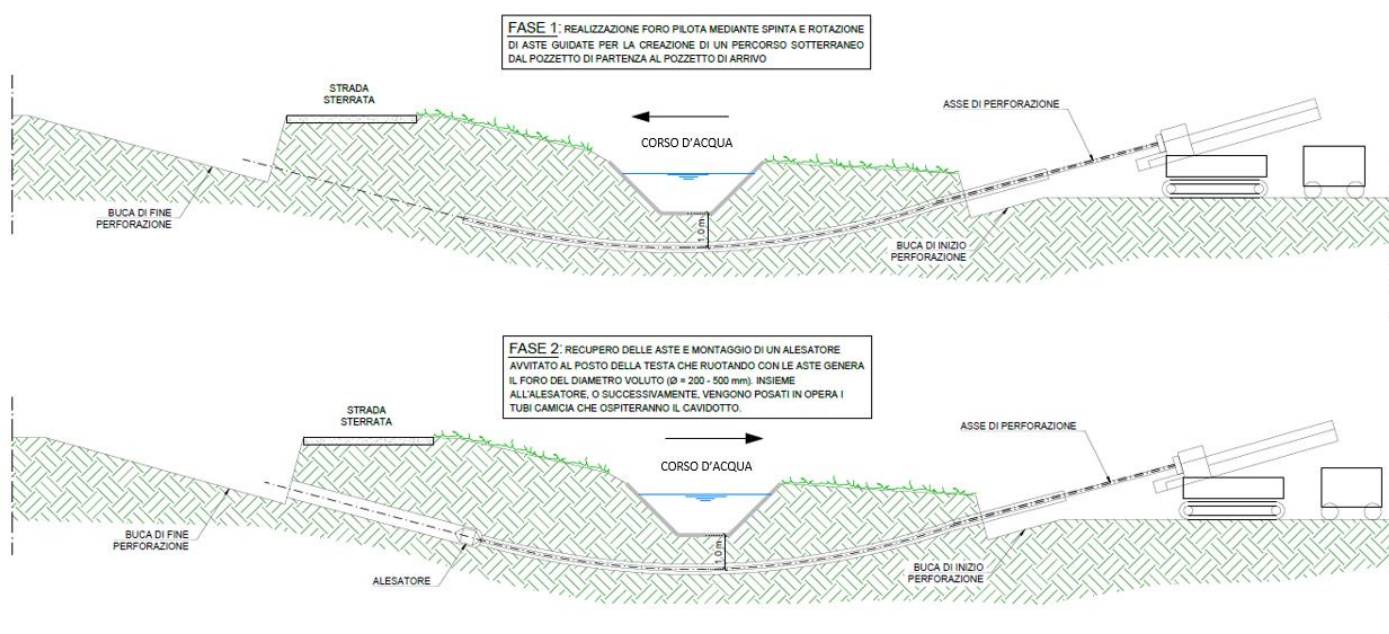 FASE 1: REALIZZAZIONE FORO PILOTA MEDIANTE SPINTA E ROTAZIONE
DI ASTE GUIDATE PER LA CREAZIONE DI UN PERCORSO SOTTERRANEO
DAL POZZETTO DI PARTENZA AL POZZETTO DI ARRIVO
STRADA
STERRATA
CORSO D'ACQUA
ASSE DI PERFORAZIONE
BUCA DI FINE
PERFORAZIONE
1.0 m
BUCA DI INIZIO
PERFORAZIONE
FASE 2: RECUPERO DELLE ASTE E MONTAGGIO DI UN ALESATORE
AVVITATO AL POSTO DELLA TESTA CHE RUOTANDO CON LE ASTE GENERA
IL FORO DEL DIAMETRO VOLUTO (Ø = 200 - 500 mm). INSIEME
ALL'ALESATORE, O SUCCESSIVAMENTE, VENGONO POSATI IN OPERA I
TUBI CAMICIA CHE OSPITERANNO IL CAVIDOTTO.
STRADA
STERRATA
CORSO D'ACQUA
ASSE DI PERFORAZIONE
BUCA DI FINE
PERFORAZIONE
ALESATORE
1.0 m
BUCA DI INIZIO
PERFORAZIONE